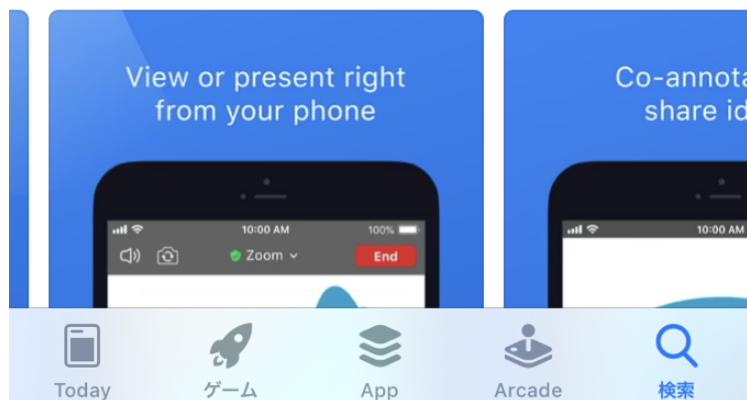 View or present right
from your phone
10:00 AM
100%
Zoom
End
Co-annota
share id
10:00 AM
Today
ゲーム
App
Arcade
検索